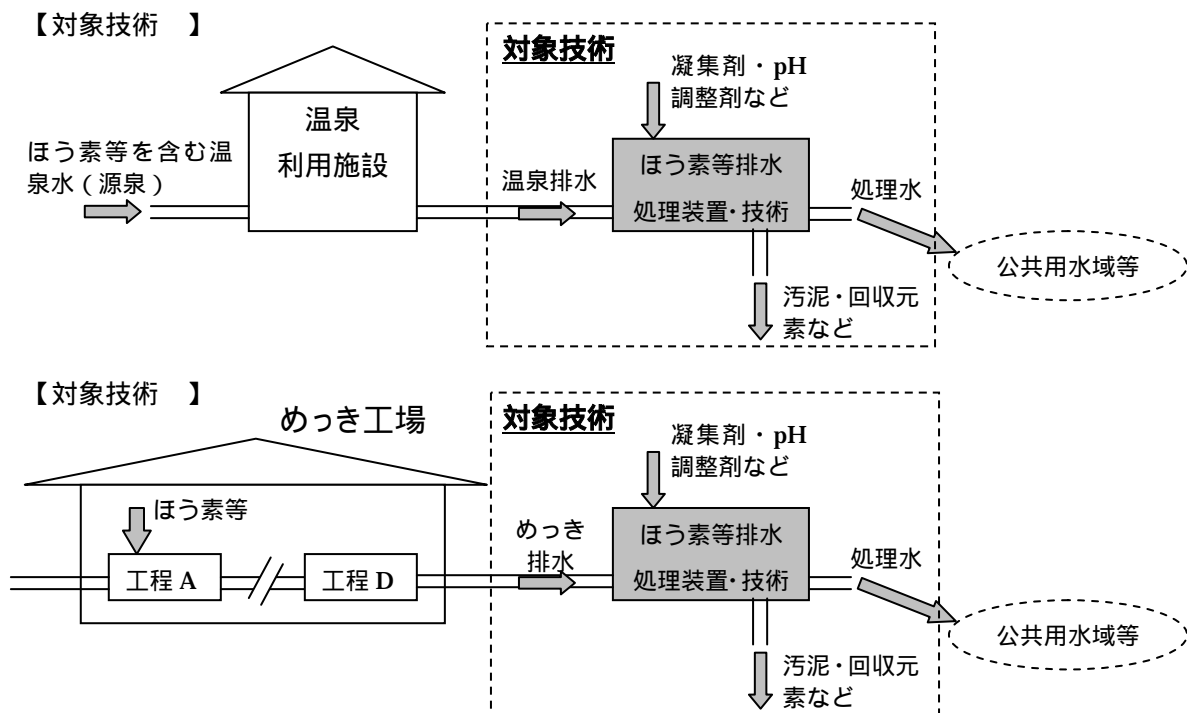 【対象技術　】
対象技術
凝集剤・pH
調整剤など
温泉
利用施設
ほう素等を含む温
泉水（源泉）
温泉排水
ほう素等排水
処理装置・技術
処理水
公共用水域等
汚泥・回収元
素など
【対象技術　】
めっき工場
対象技術
凝集剤・pH
調整剤など
ほう素等
工程 A
工程 D
めっき
排水
ほう素等排水
処理装置・技術
処理水
公共用水域等
汚泥・回収元
素など